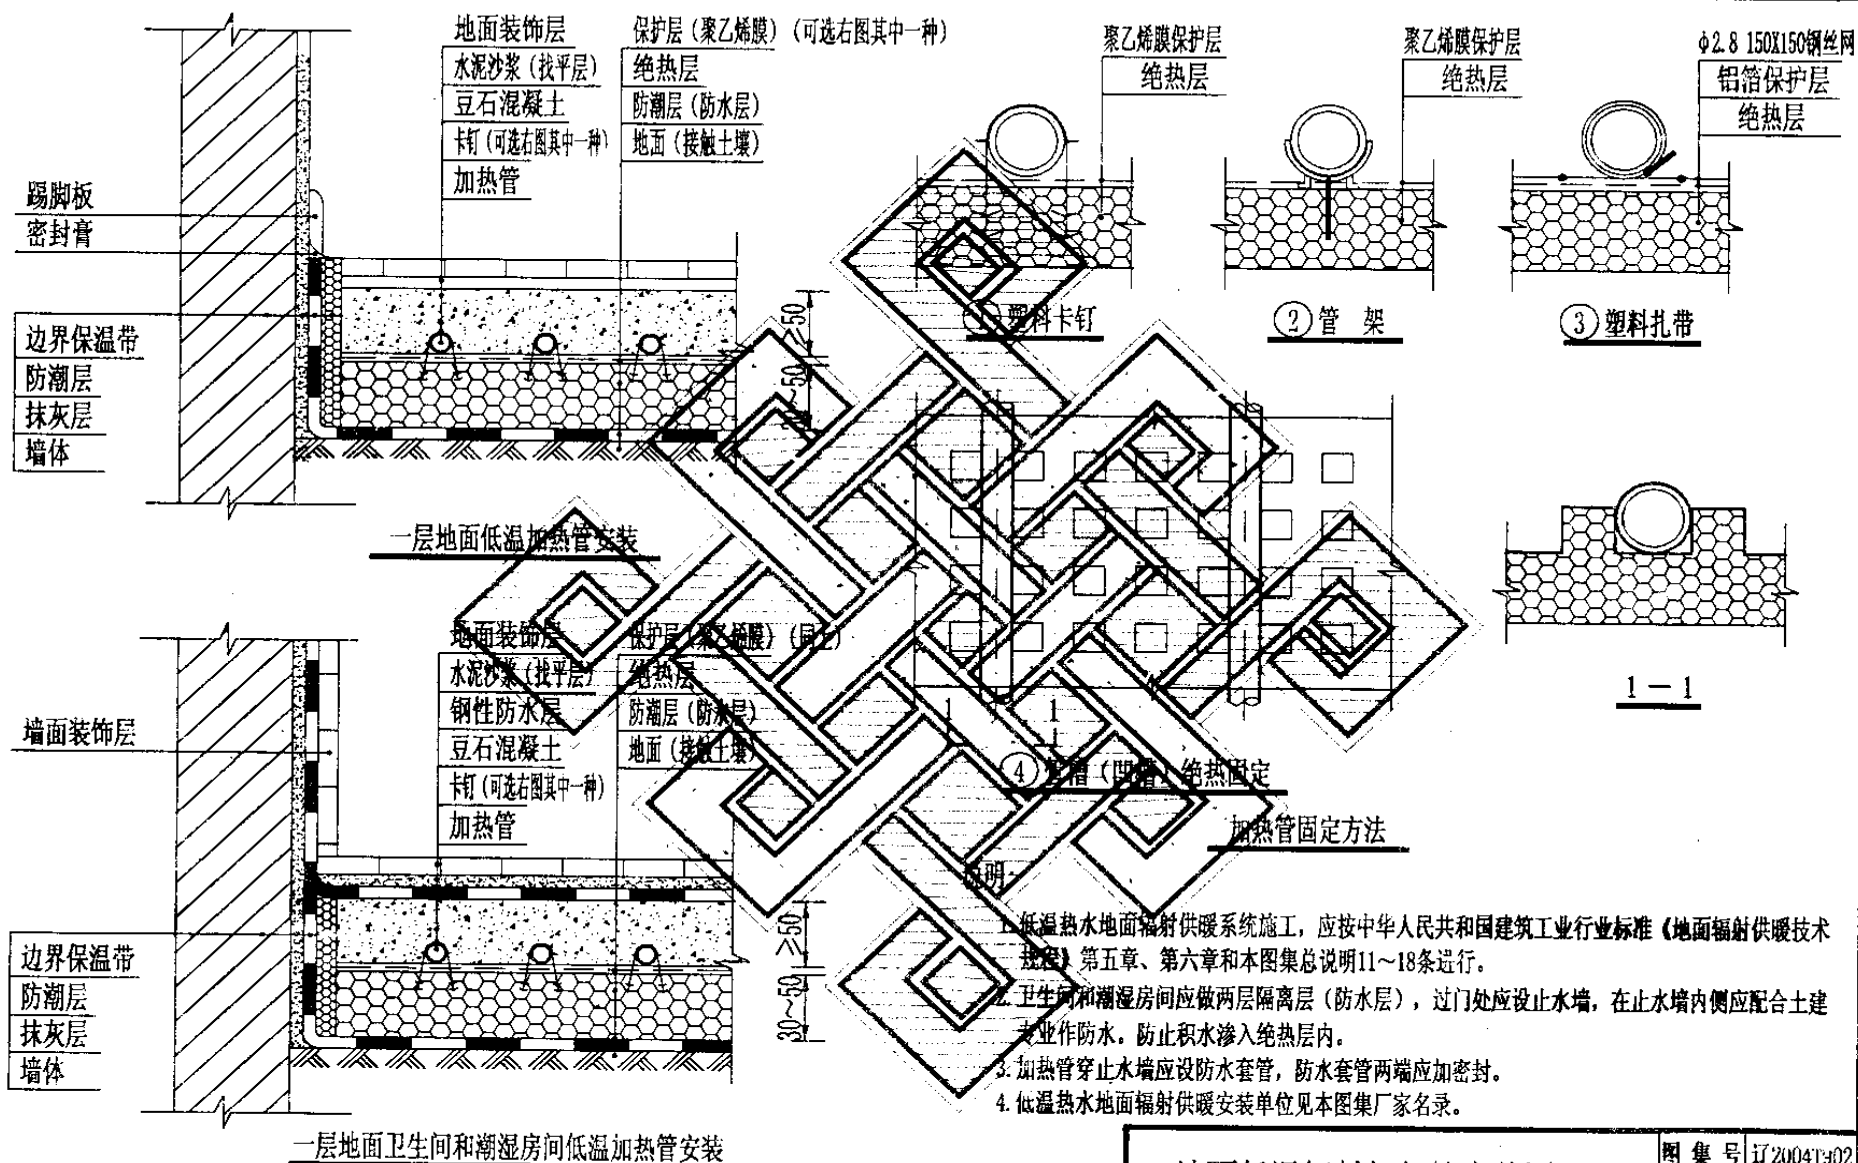 地面装饰层
水泥沙浆（找平层）
豆石混凝土
卡钉（可选右图其中一种）
加热管
保护层（聚乙烯膜）（可选右图其中一种）
绝热层
防潮层（防水层）
地面（接触土壤）
踢脚板
密封膏
边界保温带
防潮层
抹灰层
墙体
≥50
一层地面低温加热管安装
聚乙烯膜保护层
绝热层
塑料卡钉
聚乙烯膜保护层
绝热层
② 管 架
φ2.8 150X150钢丝网
铝箔保护层
绝热层
③ 塑料扎带
1 1
④ 管槽（凹槽）绝热固定
1－1
加热管固定方法
地面装饰层
水泥沙浆（找平层）
钢性防水层
豆石混凝土
卡钉（可选右图其中一种）
加热管
保护层（聚乙烯膜）（同上）
绝热层
防潮层（防水层）
地面（接触土壤）
墙面装饰层
边界保温带
防潮层
抹灰层
墙体
≥50
30～50
一层地面卫生间和潮湿房间低温加热管安装
说明
1. 低温热水地面辐射供暖系统施工，应按中华人民共和国建筑工业行业标准《地面辐射供暖技术
规程》第五章、第六章和本图集总说明11～18条进行。
2. 卫生间和潮湿房间应做两层隔离层（防水层），过门处应设止水墙，在止水墙内侧应配合土建
专业作防水。防止积水渗入绝热层内。
3. 加热管穿止水墙应设防水套管，防水套管两端应加密封。
4. 低温热水地面辐射供暖安装单位见本图集厂家名录。
图 集 号 辽2004T902